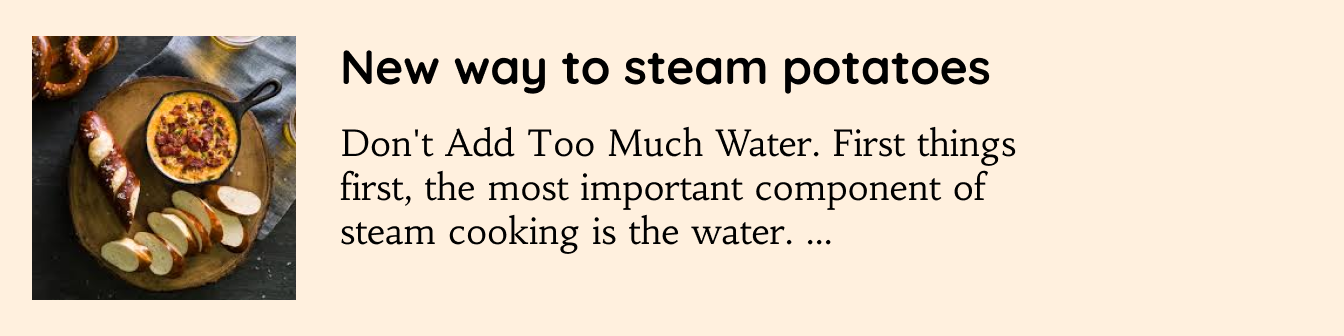 New way to steam potatoes
Don't Add Too Much Water. First things
first, the most important component of
steam cooking is the water. ...